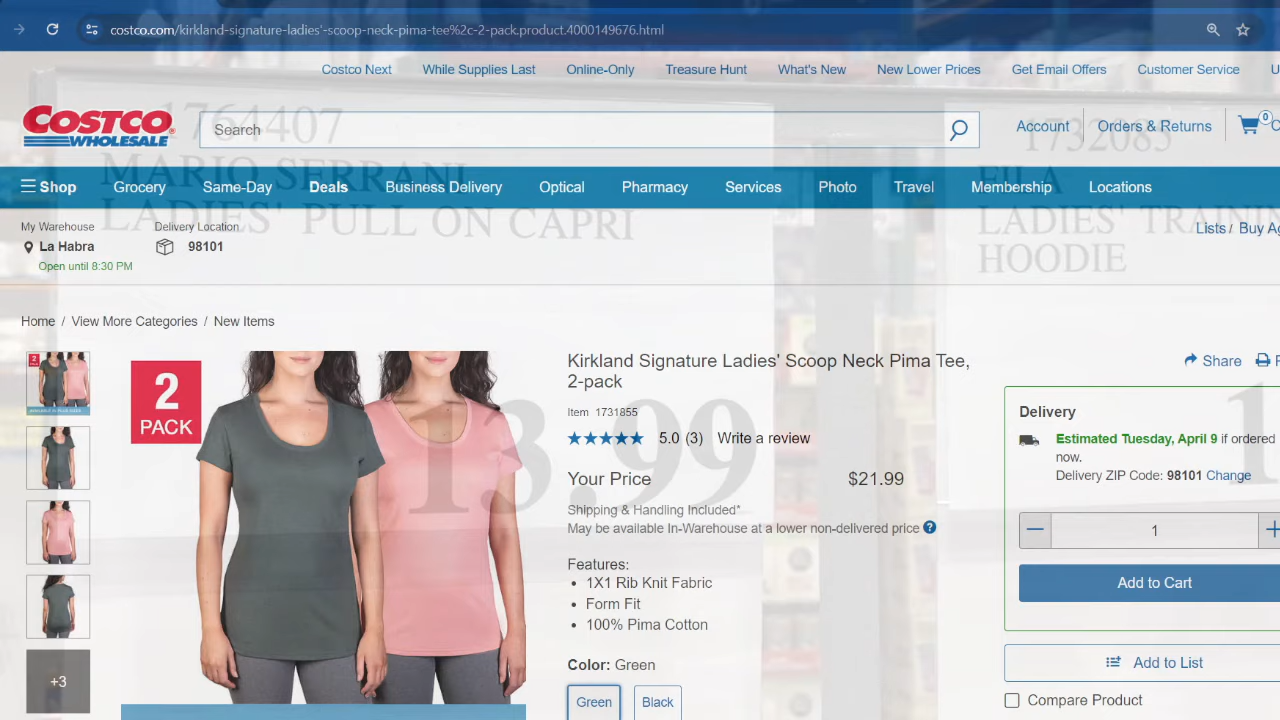 costco.com/kirkland-signature-ladies'-scoop-neck-pima-tee%2c-2-pack.product.4000149676.html
Costco Next While Supplies Last Online-Only Treasure Hunt What's New New Lower Prices Get Email Offers Customer Service
1764407
COSTCO WHOLESALE
Search
Account Orders & Returns 0
1732085
MARIO SERRANI
FILA
Shop Grocery Same-Day Deals Business Delivery Optical Pharmacy Services Photo Travel Membership Locations
LADIES' PULL ON CAPRI
LADIES'
HOODIE
My Warehouse Delivery Location
La Habra 98101
Lists / Buy
Open until 8:30 PM
Home / View More Categories / New Items
2
PACK
Kirkland Signature Ladies' Scoop Neck Pima Tee,
2-pack
Share
Item 1731855
5.0 (3) Write a review
13.99
Your Price $21.99
Shipping & Handling Included*
May be available In-Warehouse at a lower non-delivered price ?
Features:
• 1X1 Rib Knit Fabric
• Form Fit
• 100% Pima Cotton
Color: Green
Green Black
+3
Delivery
Estimated Tuesday, April 9 if ordered
now.
Delivery ZIP Code: 98101 Change
1
Add to Cart
Add to List
Compare Product